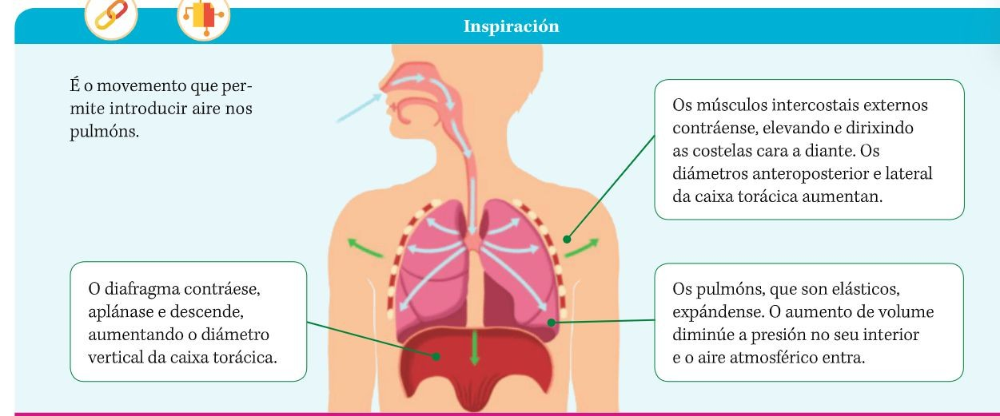 Inspiración
É o movemento que per-
mite introducir aire nos
pulmóns.
Os músculos intercostais externos
contráense, elevando e dirixindo
as costelas cara a diante. Os
diámetros anteroposterior e lateral
da caixa torácica aumentan.
O diafragma contráese,
aplánase e descende,
aumentando o diámetro
vertical da caixa torácica.
Os pulmóns, que son elásticos,
expándense. O aumento de volume
diminúe a presión no seu interior
e o aire atmosférico entra.